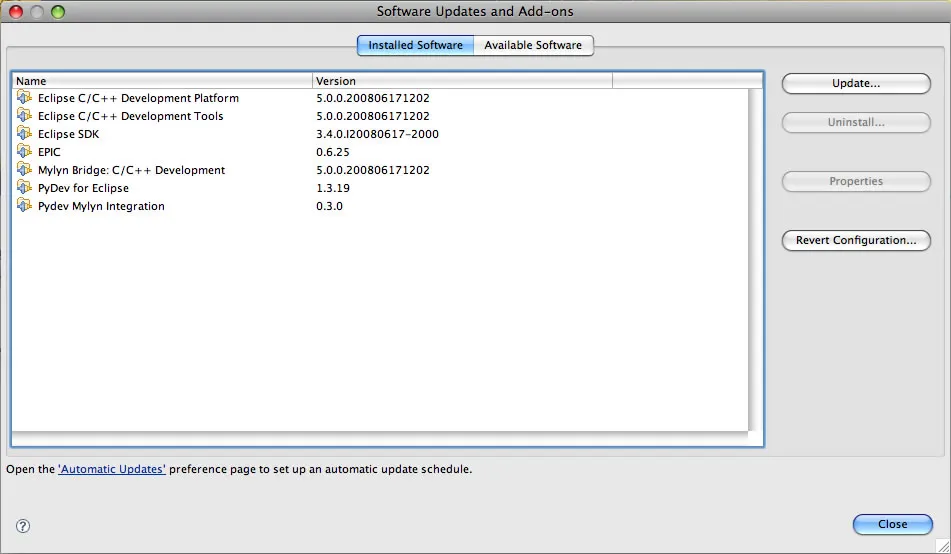 Software Updates and Add-ons
Installed Software Available Software
Name Version
Eclipse C/C++ Development Platform 5.0.0.200806171202
Eclipse C/C++ Development Tools 5.0.0.200806171202
Eclipse SDK 3.4.0.I20080617-2000
EPIC 0.6.25
Mylyn Bridge: C/C++ Development 5.0.0.200806171202
PyDev for Eclipse 1.3.19
Pydev Mylyn Integration 0.3.0
Update...
Uninstall...
Properties
Revert Configuration...
Open the 'Automatic Updates' preference page to set up an automatic update schedule.
?
Close